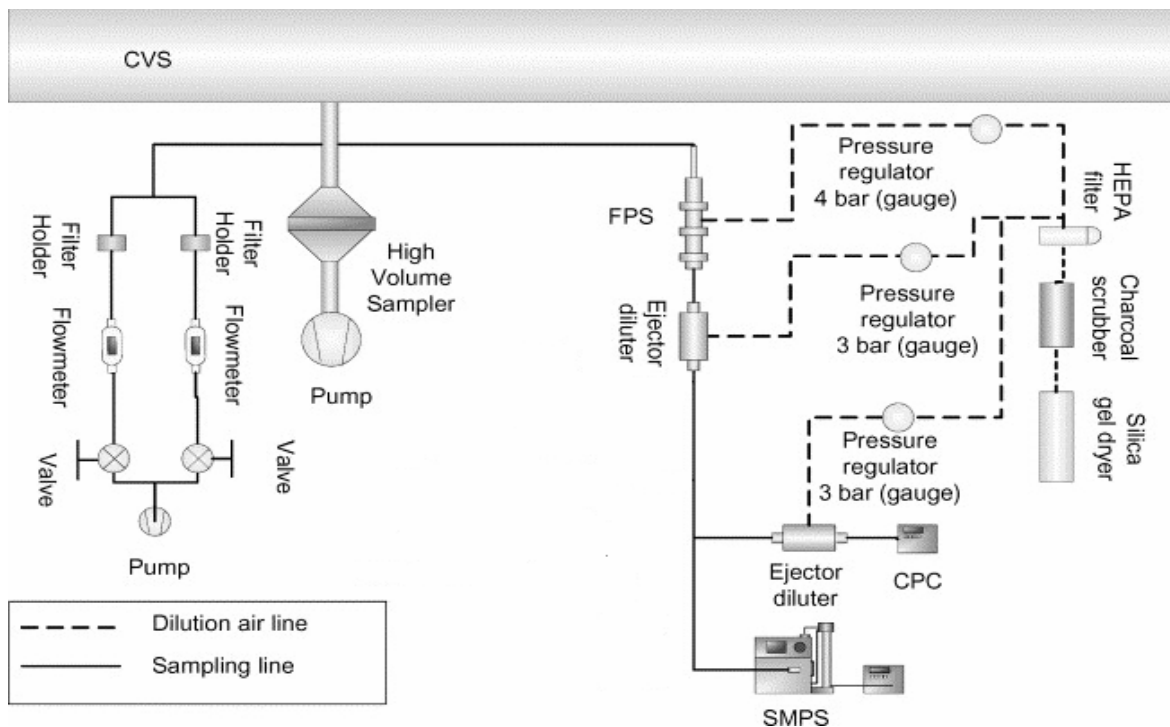 CVS
Pressure
regulator
4 bar (gauge)
HEPA
filter
FPS
Filter
Holder
Filter
Holder
High
Volume
Sampler
Pressure
regulator
3 bar (gauge)
Charcoal
scrubber
Ejector
diluter
Flowmeter
Flowmeter
Pump
Silica
gel dryer
Pressure
regulator
3 bar (gauge)
Valve
Valve
Pump
Ejector
diluter
CPC
Dilution air line
Sampling line
SMPS